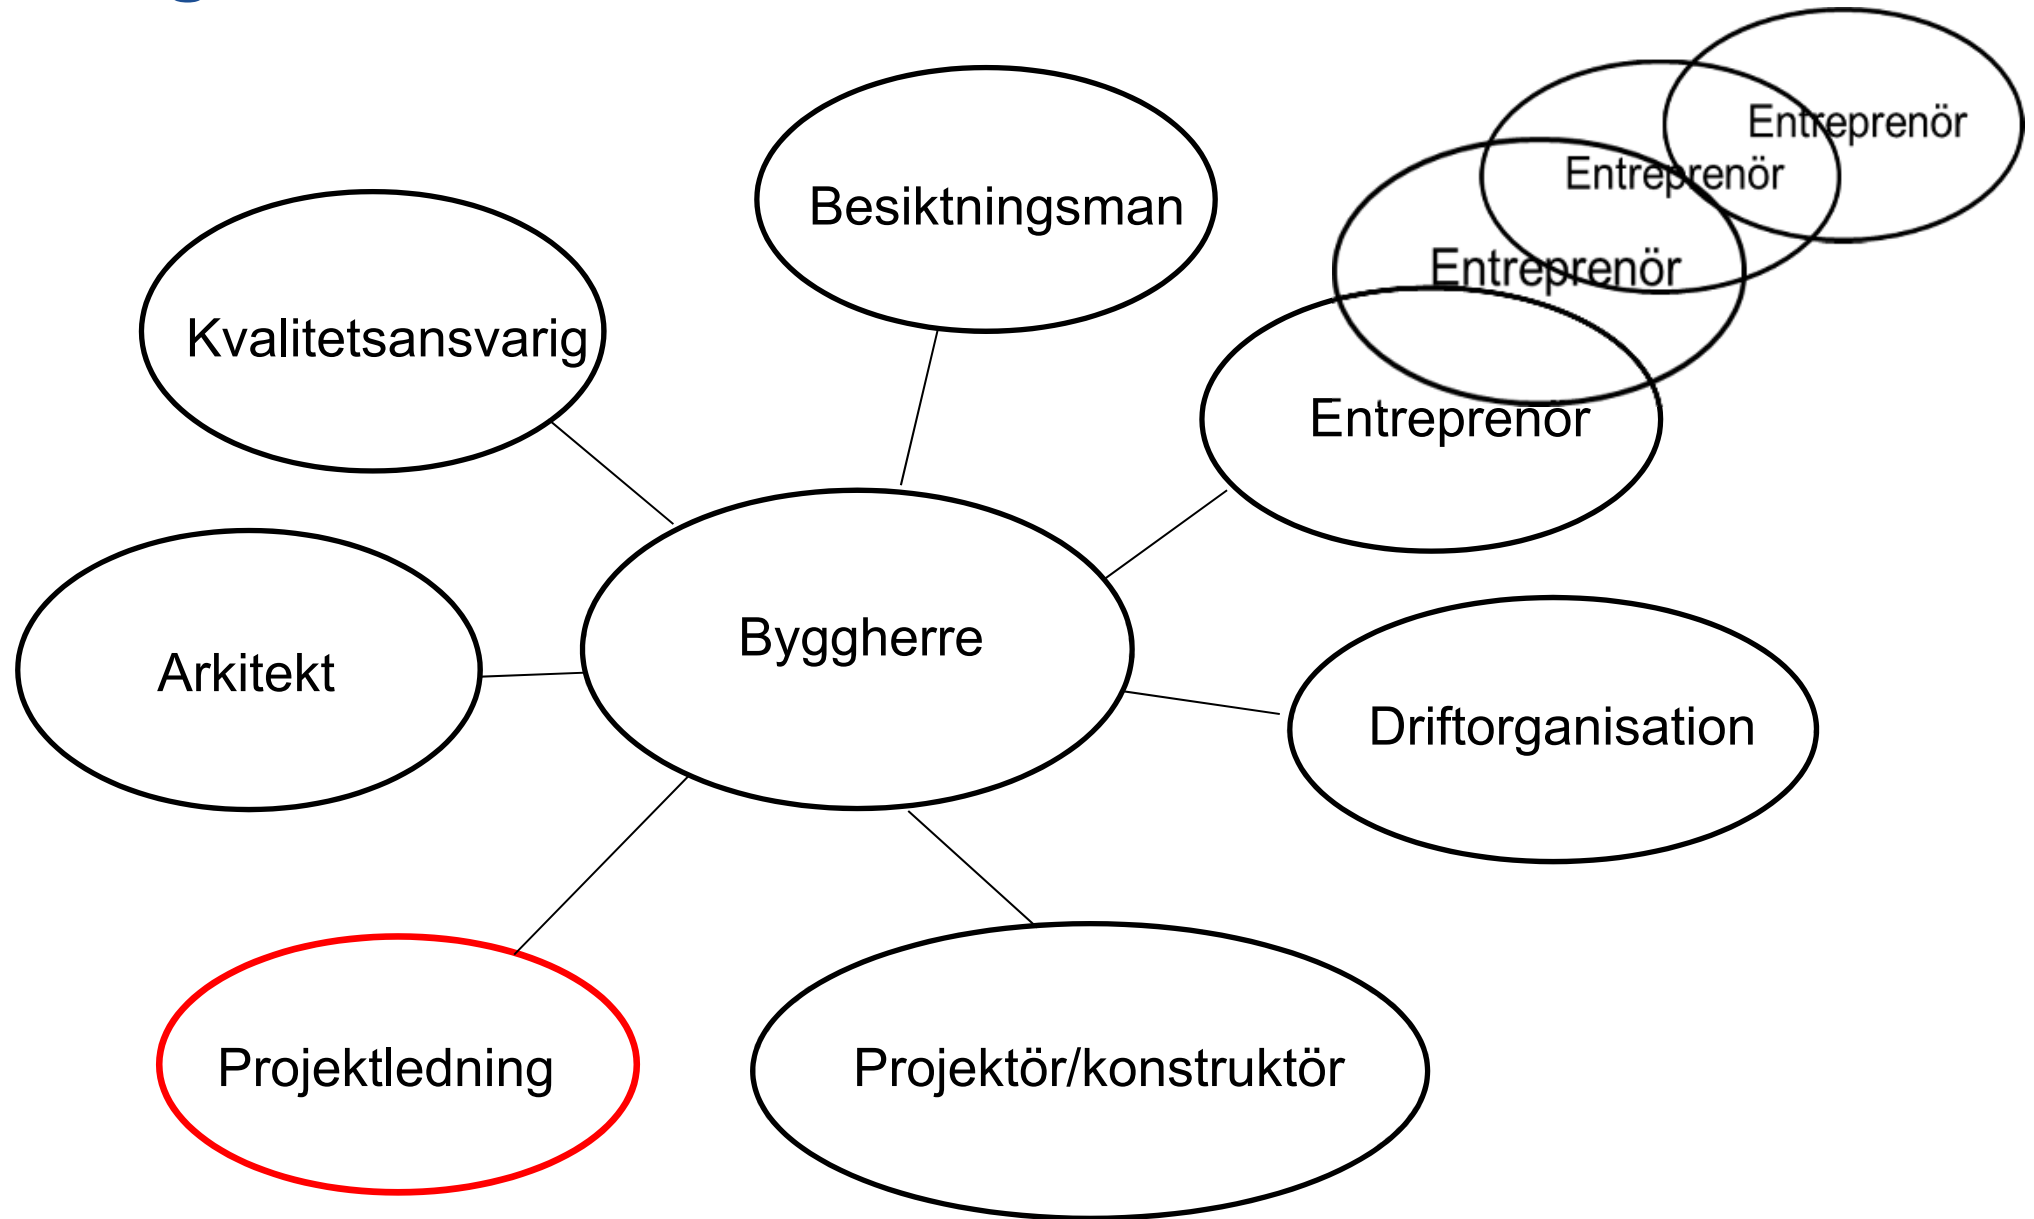 Entreprenör
Entreprenör
Besiktningsman
Entreprenör
Kvalitetsansvarig
Entreprenör
Byggherre
Arkitekt
Driftorganisation
Projektledning
Projektör/konstruktör